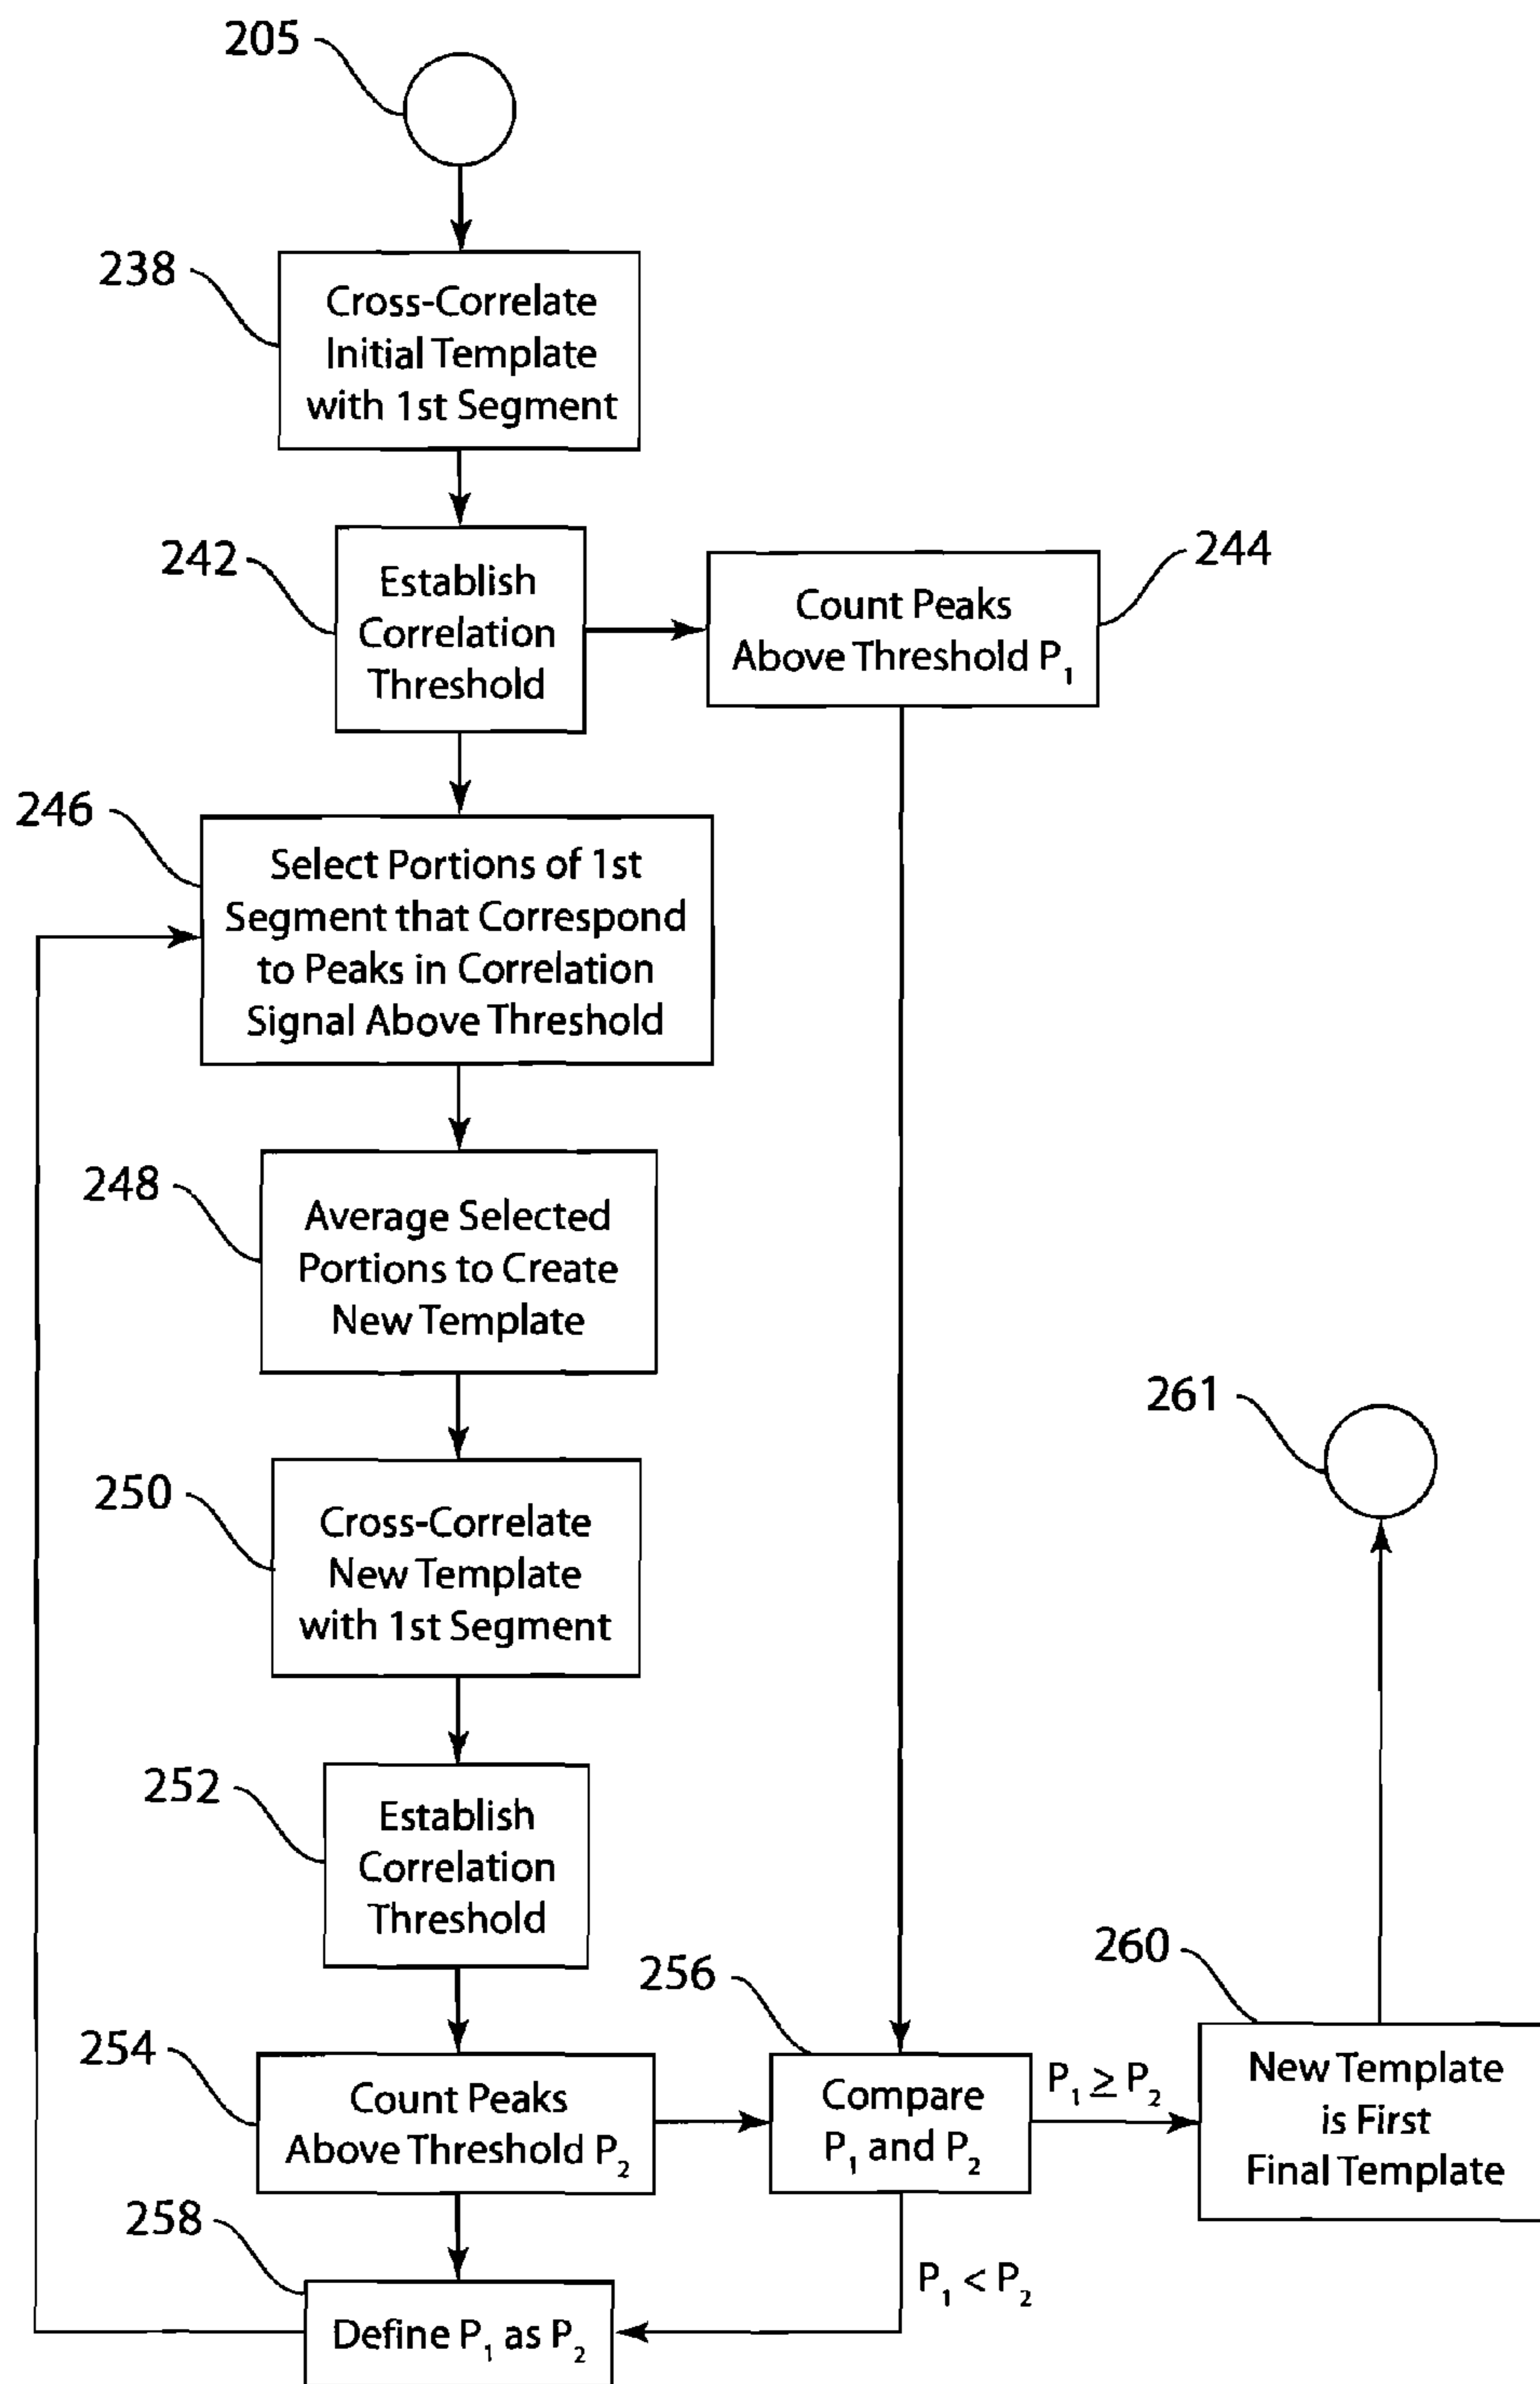 205
238
Cross-Correlate
Initial Template
with 1st Segment
242
Establish
Correlation
Threshold
244
Count Peaks
Above Threshold P₁
246
Select Portions of 1st
Segment that Correspond
to Peaks in Correlation
Signal Above Threshold
248
Average Selected
Portions to Create
New Template
250
Cross-Correlate
New Template
with 1st Segment
261
252
Establish
Correlation
Threshold
254
Count Peaks
Above Threshold P₂
256
Compare
P₁ and P₂
P₁ ≥ P₂
260
New Template
is First
Final Template
258
Define P₁ as P₂
P₁ < P₂